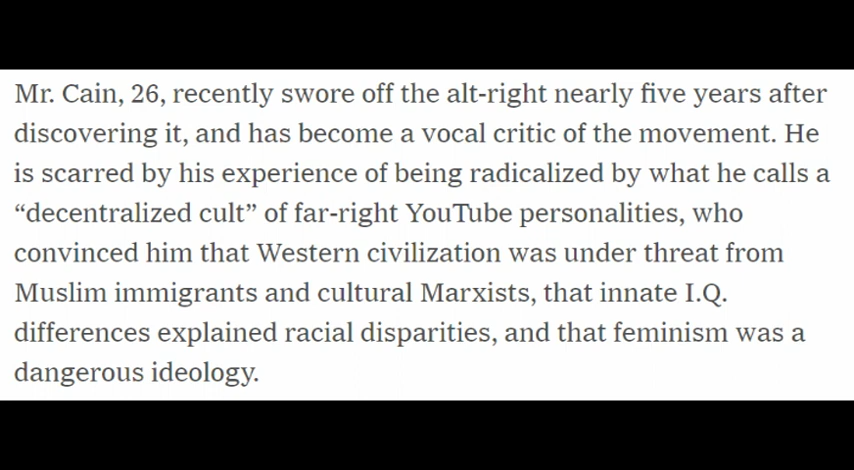 Mr. Cain, 26, recently swore off the alt-right nearly five years after
discovering it, and has become a vocal critic of the movement. He
is scarred by his experience of being radicalized by what he calls a
“decentralized cult” of far-right YouTube personalities, who
convinced him that Western civilization was under threat from
Muslim immigrants and cultural Marxists, that innate I.Q.
differences explained racial disparities, and that feminism was a
dangerous ideology.